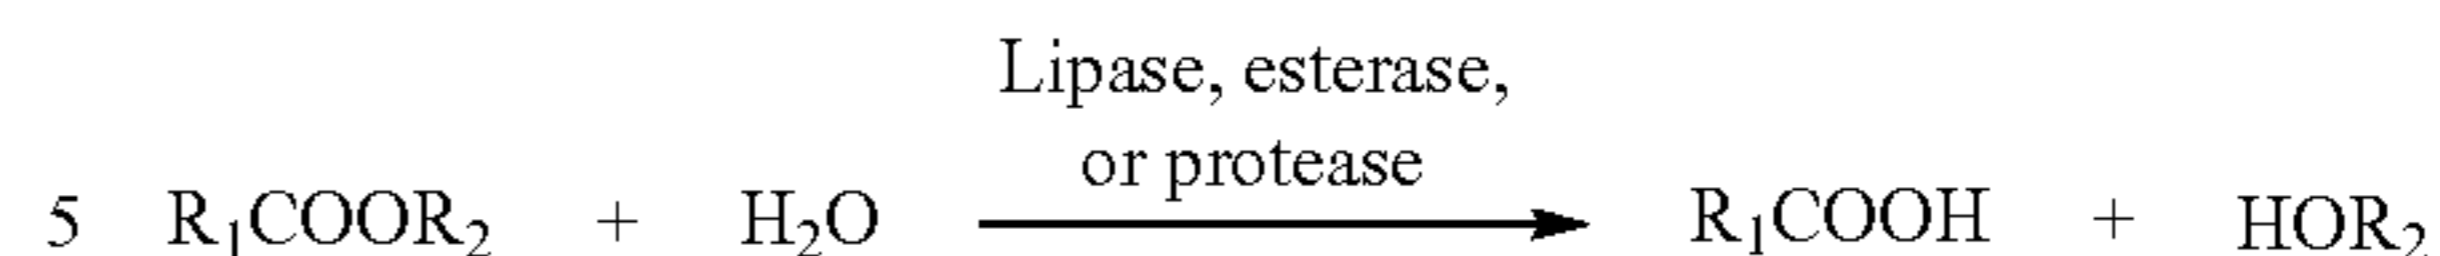 Lipase, esterase,
or protease
5 R₁COOR₂ + H₂O R₁COOH + HOR₂